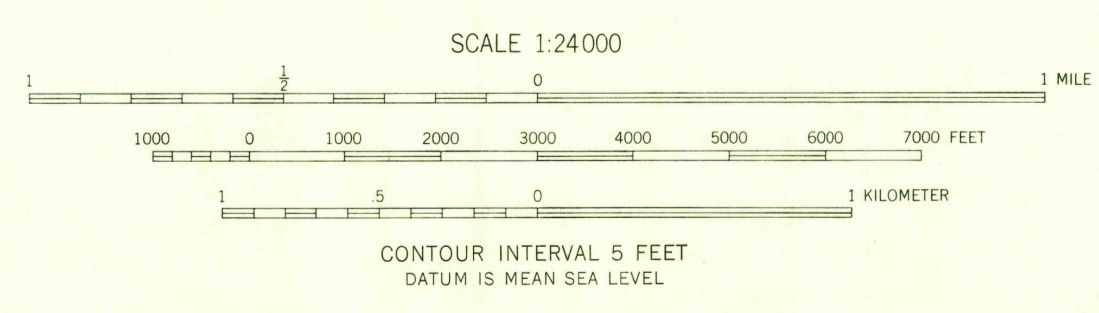 SCALE 1:24000
1 1/2 0 1 MILE
1000 0 1000 2000 3000 4000 5000 6000 7000 FEET
1 .5 0 1 KILOMETER
CONTOUR INTERVAL 5 FEET
DATUM IS MEAN SEA LEVEL